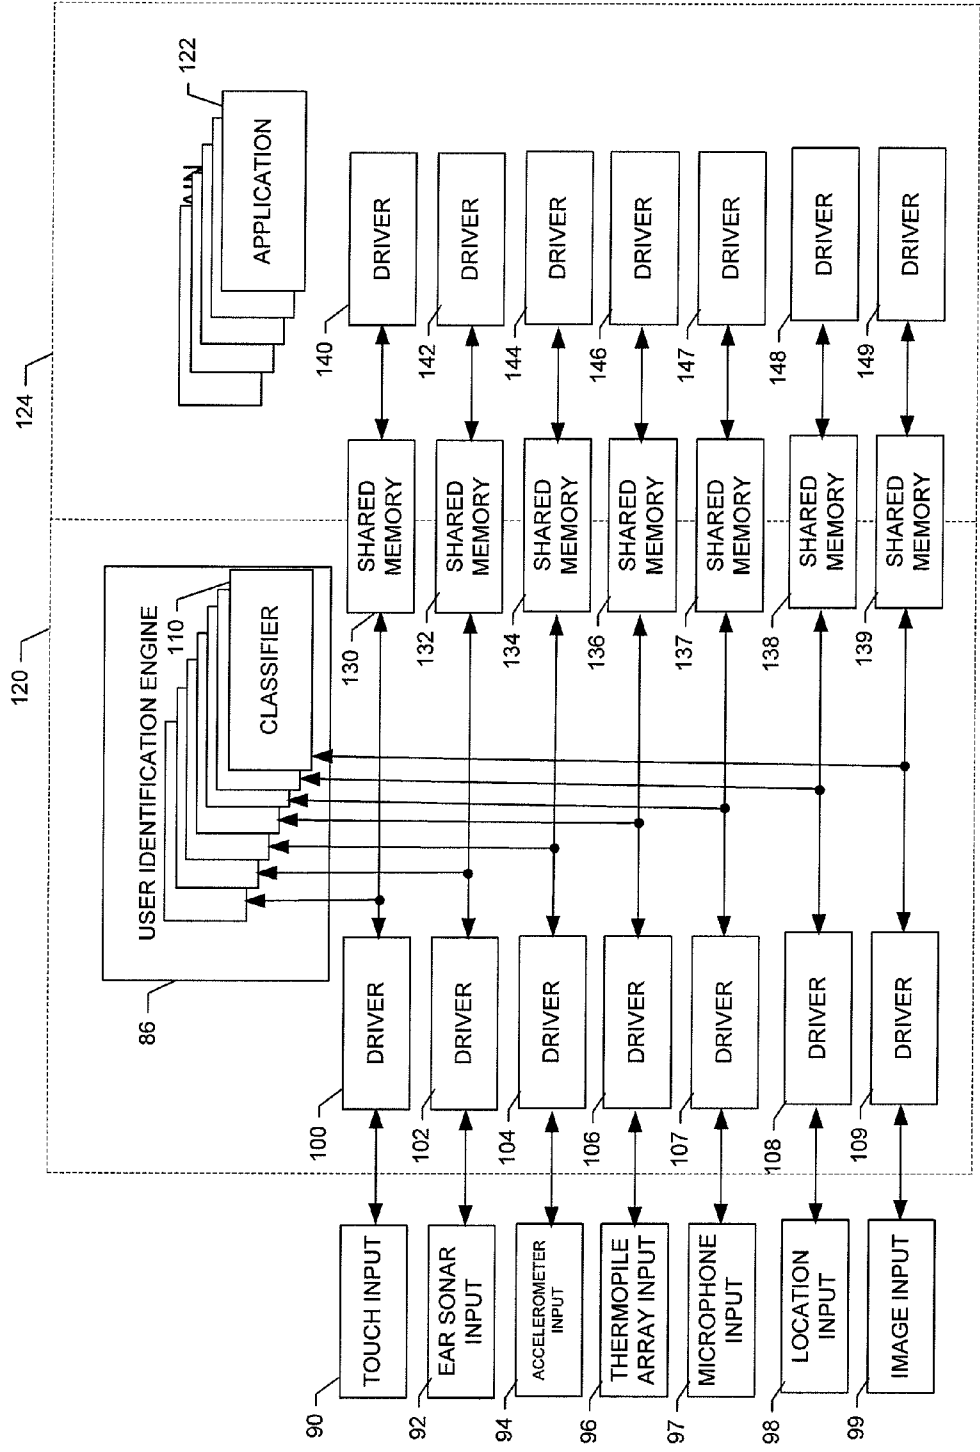 120
124
86
USER IDENTIFICATION ENGINE
110
CLASSIFIER
122
APPLICATION
90
TOUCH INPUT
100
DRIVER
130
SHARED
MEMORY
140
DRIVER
92
EAR SONAR
INPUT
102
DRIVER
132
SHARED
MEMORY
142
DRIVER
94
ACCELEROMETER
INPUT
104
DRIVER
134
SHARED
MEMORY
144
DRIVER
96
THERMOPILE
ARRAY INPUT
106
DRIVER
136
SHARED
MEMORY
146
DRIVER
97
MICROPHONE
INPUT
107
DRIVER
137
SHARED
MEMORY
147
DRIVER
98
LOCATION
INPUT
108
DRIVER
138
SHARED
MEMORY
148
DRIVER
99
IMAGE INPUT
109
DRIVER
139
SHARED
MEMORY
149
DRIVER